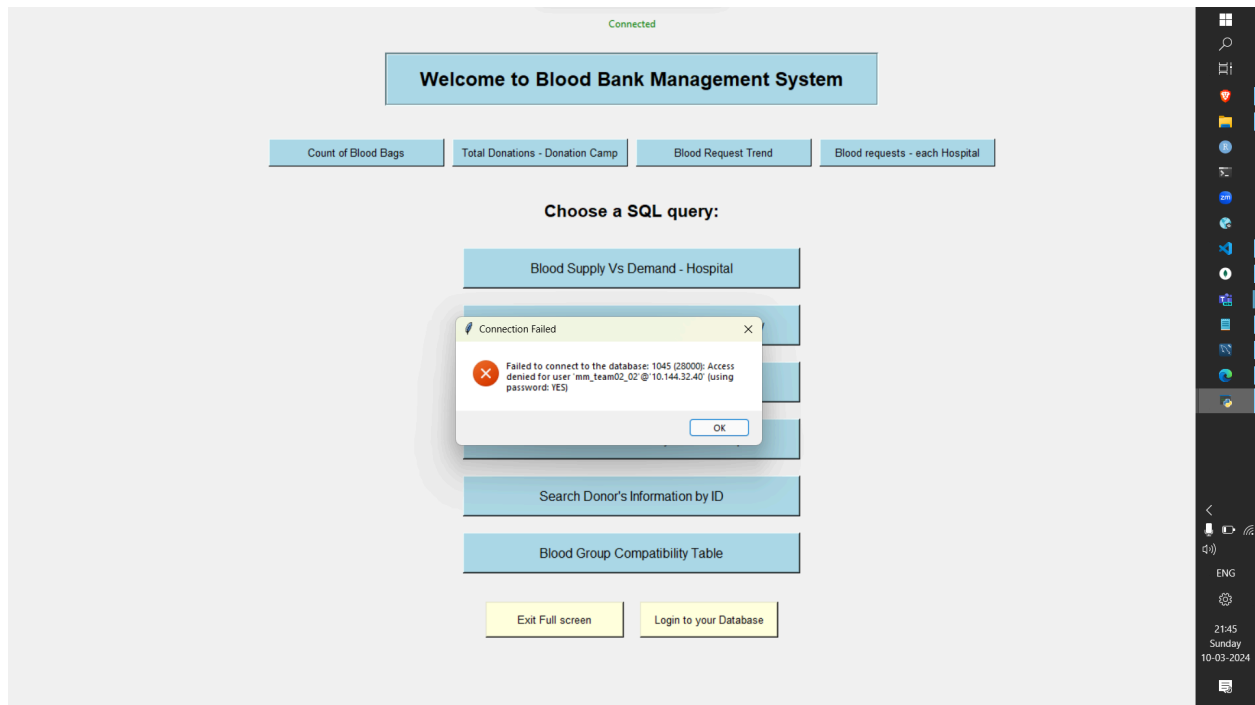 Connected
Welcome to Blood Bank Management System
Count of Blood Bags
Total Donations - Donation Camp
Blood Request Trend
Blood requests - each Hospital
Choose a SQL query:
Blood Supply Vs Demand - Hospital
Connection Failed
Failed to connect to the database: 1045 (28000): Access
denied for user 'mm_team02_02'@'10.144.32.40' (using
password: YES)
OK
Search Donor's Information by ID
Blood Group Compatibility Table
Exit Full screen
Login to your Database
zm
ENG
21:45
Sunday
10-03-2024